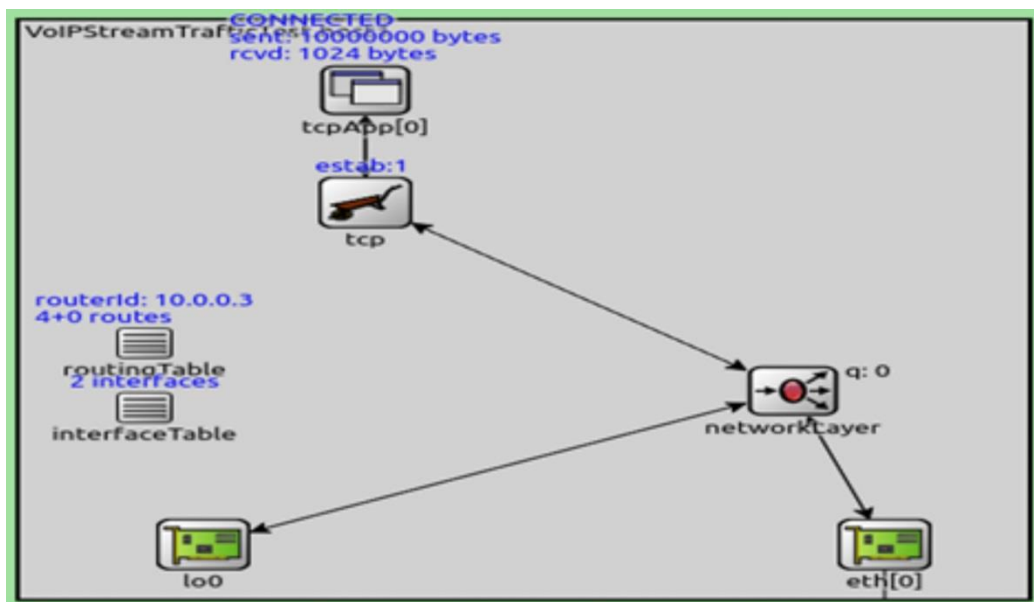 CONNECTED
sent: 10000000 bytes
rcvd: 1024 bytes
tcpApp[0]
estab:1
tcp
routerId: 10.0.0.3
4+0 routes
routingTable
2 interfaces
interfaceTable
q: 0
networkLayer
lo0
eth[0]